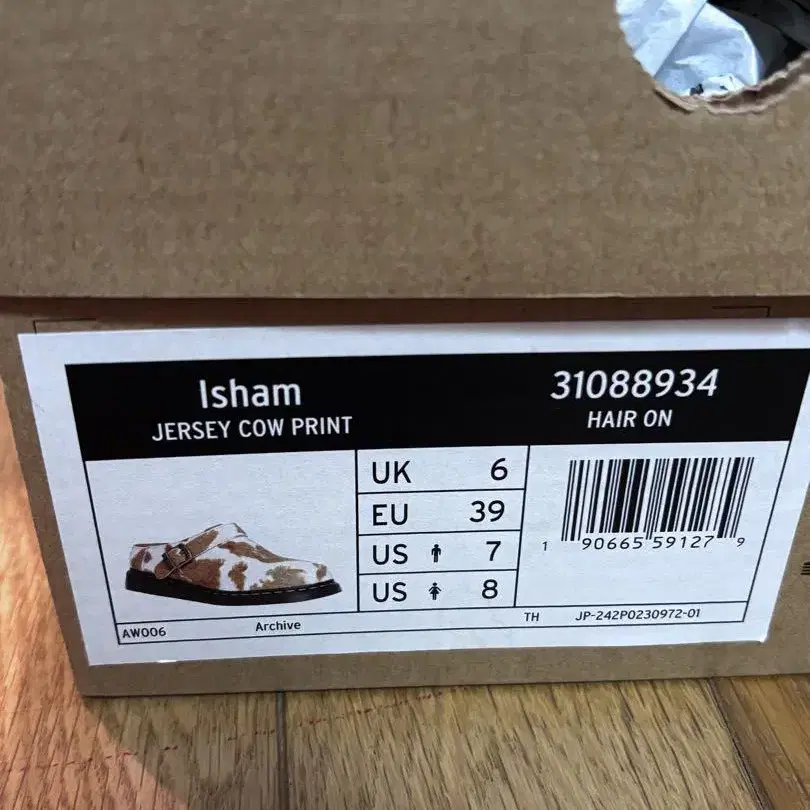 Isham
JERSEY COW PRINT
31088934
HAIR ON
UK 6
EU 39
US 7
US 8
1 90665 59127 9
AW006 Archive TH JP-242P0230972-01